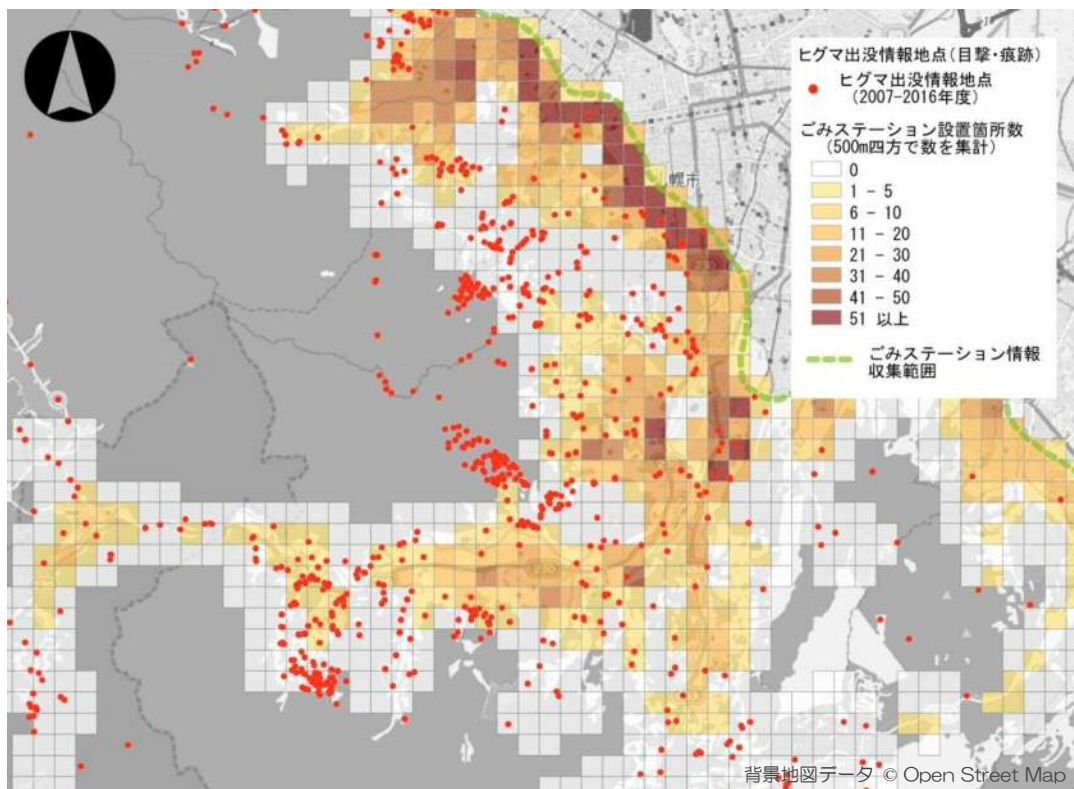 ヒグマ出没情報地点(目撃・痕跡)
ヒグマ出没情報地点
(2007-2016年度)
ごみステーション設置箇所数
(500m四方で数を集計)
0
1 - 5
6 - 10
11 - 20
21 - 30
31 - 40
41 - 50
51 以上
ごみステーション情報
収集範囲
幌市
230
背景地図データ © Open Street Map